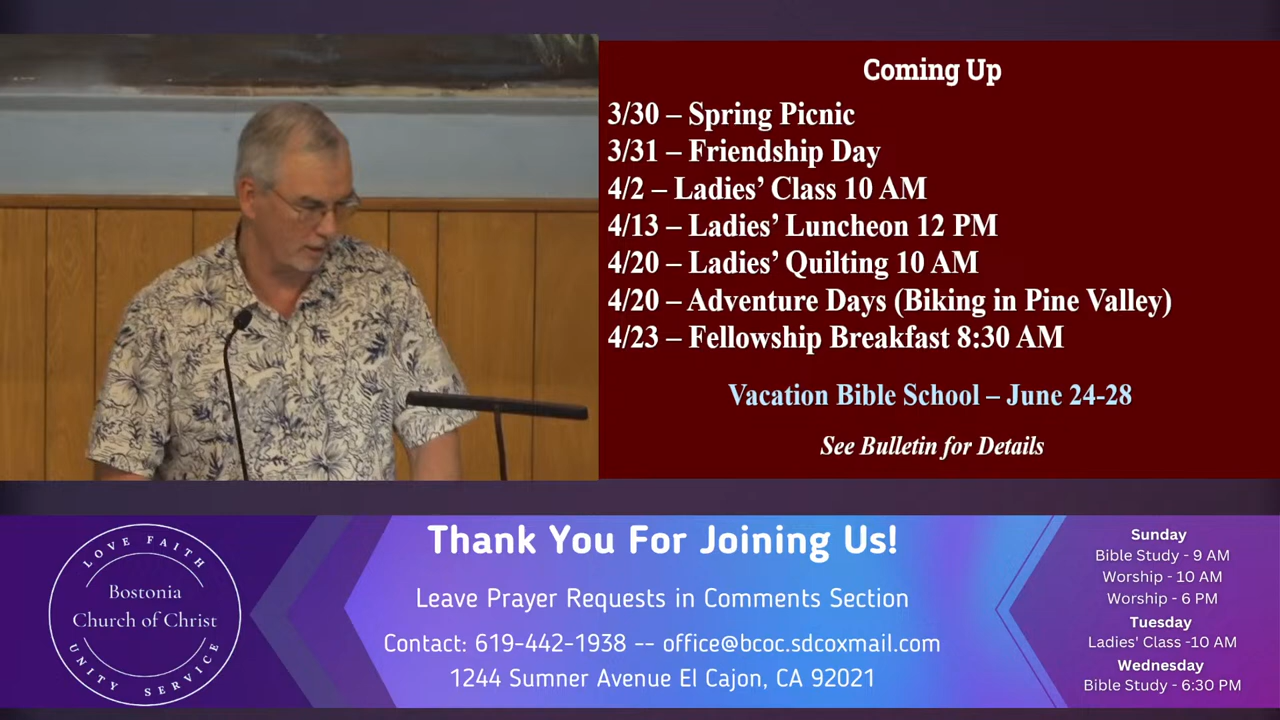 Coming Up
3/30 – Spring Picnic
3/31 – Friendship Day
4/2 – Ladies’ Class 10 AM
4/13 – Ladies’ Luncheon 12 PM
4/20 – Ladies’ Quilting 10 AM
4/20 – Adventure Days (Biking in Pine Valley)
4/23 – Fellowship Breakfast 8:30 AM
Vacation Bible School – June 24-28
See Bulletin for Details
LOVE FAITH
Bostonia
Church of Christ
UNITY SERVICE
Thank You For Joining Us!
Leave Prayer Requests in Comments Section
Contact: 619-442-1938 -- office@bcoc.sdcoxmail.com
1244 Sumner Avenue El Cajon, CA 92021
Sunday
Bible Study - 9 AM
Worship - 10 AM
Worship - 6 PM
Tuesday
Ladies' Class -10 AM
Wednesday
Bible Study - 6:30 PM